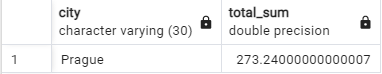 city total_sum
character varying (30) double precision
1 Prague 273.24000000000007